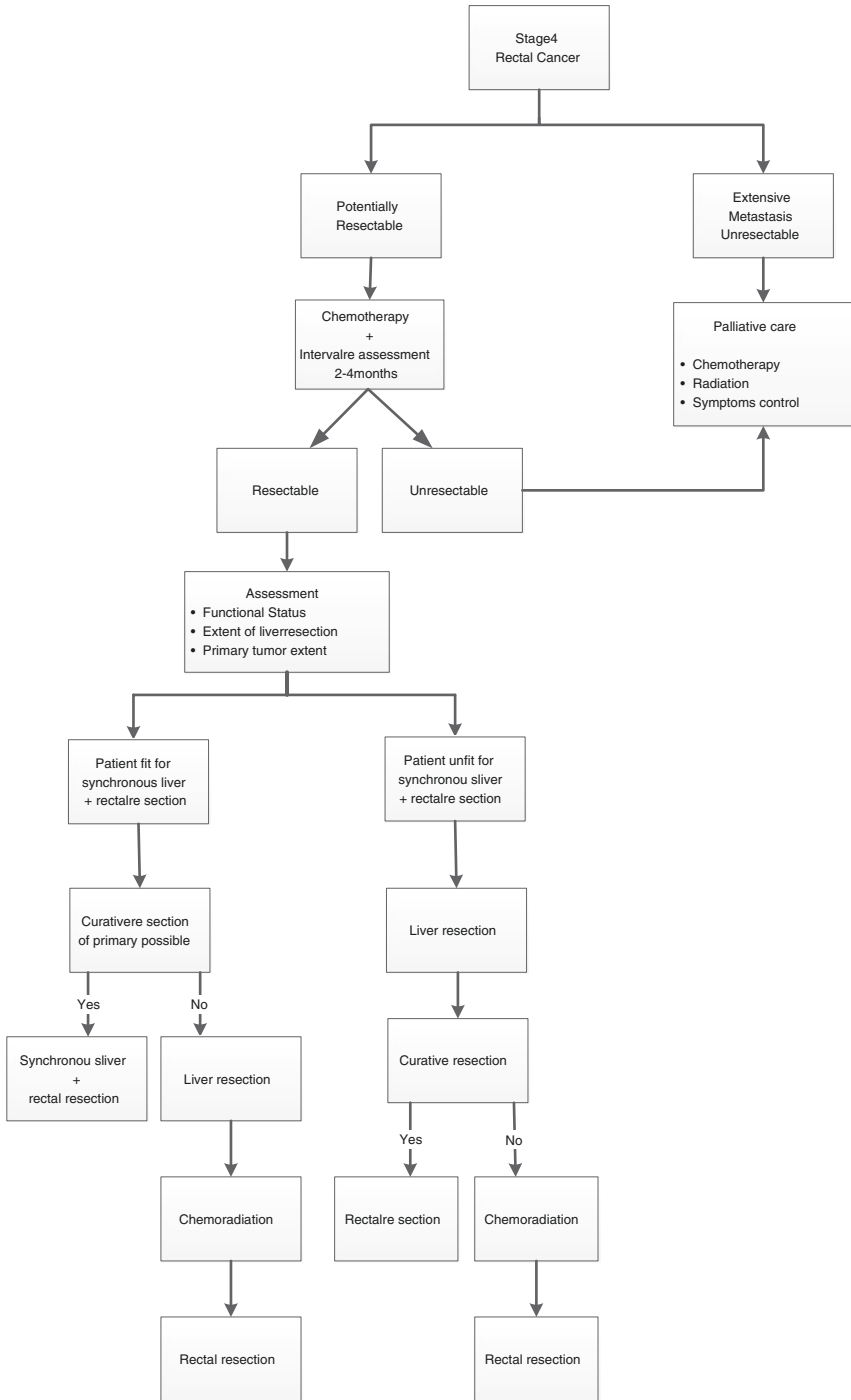 Stage4
Rectal Cancer
Potentially
Resectable
Extensive
Metastasis
Unresectable
Chemotherapy
+
Intervalre assessment
2-4months
Palliative care
• Chemotherapy
• Radiation
• Symptoms control
Resectable
Unresectable
Assessment
• Functional Status
• Extent of liverresection
• Primary tumor extent
Patient fit for
synchronous liver
+ rectalre section
Patient unfit for
synchronou sliver
+ rectalre section
Curativere section
of primary possible
Liver resection
Yes
No
Synchronou sliver
+
rectal resection
Liver resection
Curative resection
Yes
No
Chemoradiation
Rectalre section
Chemoradiation
Rectal resection
Rectal resection